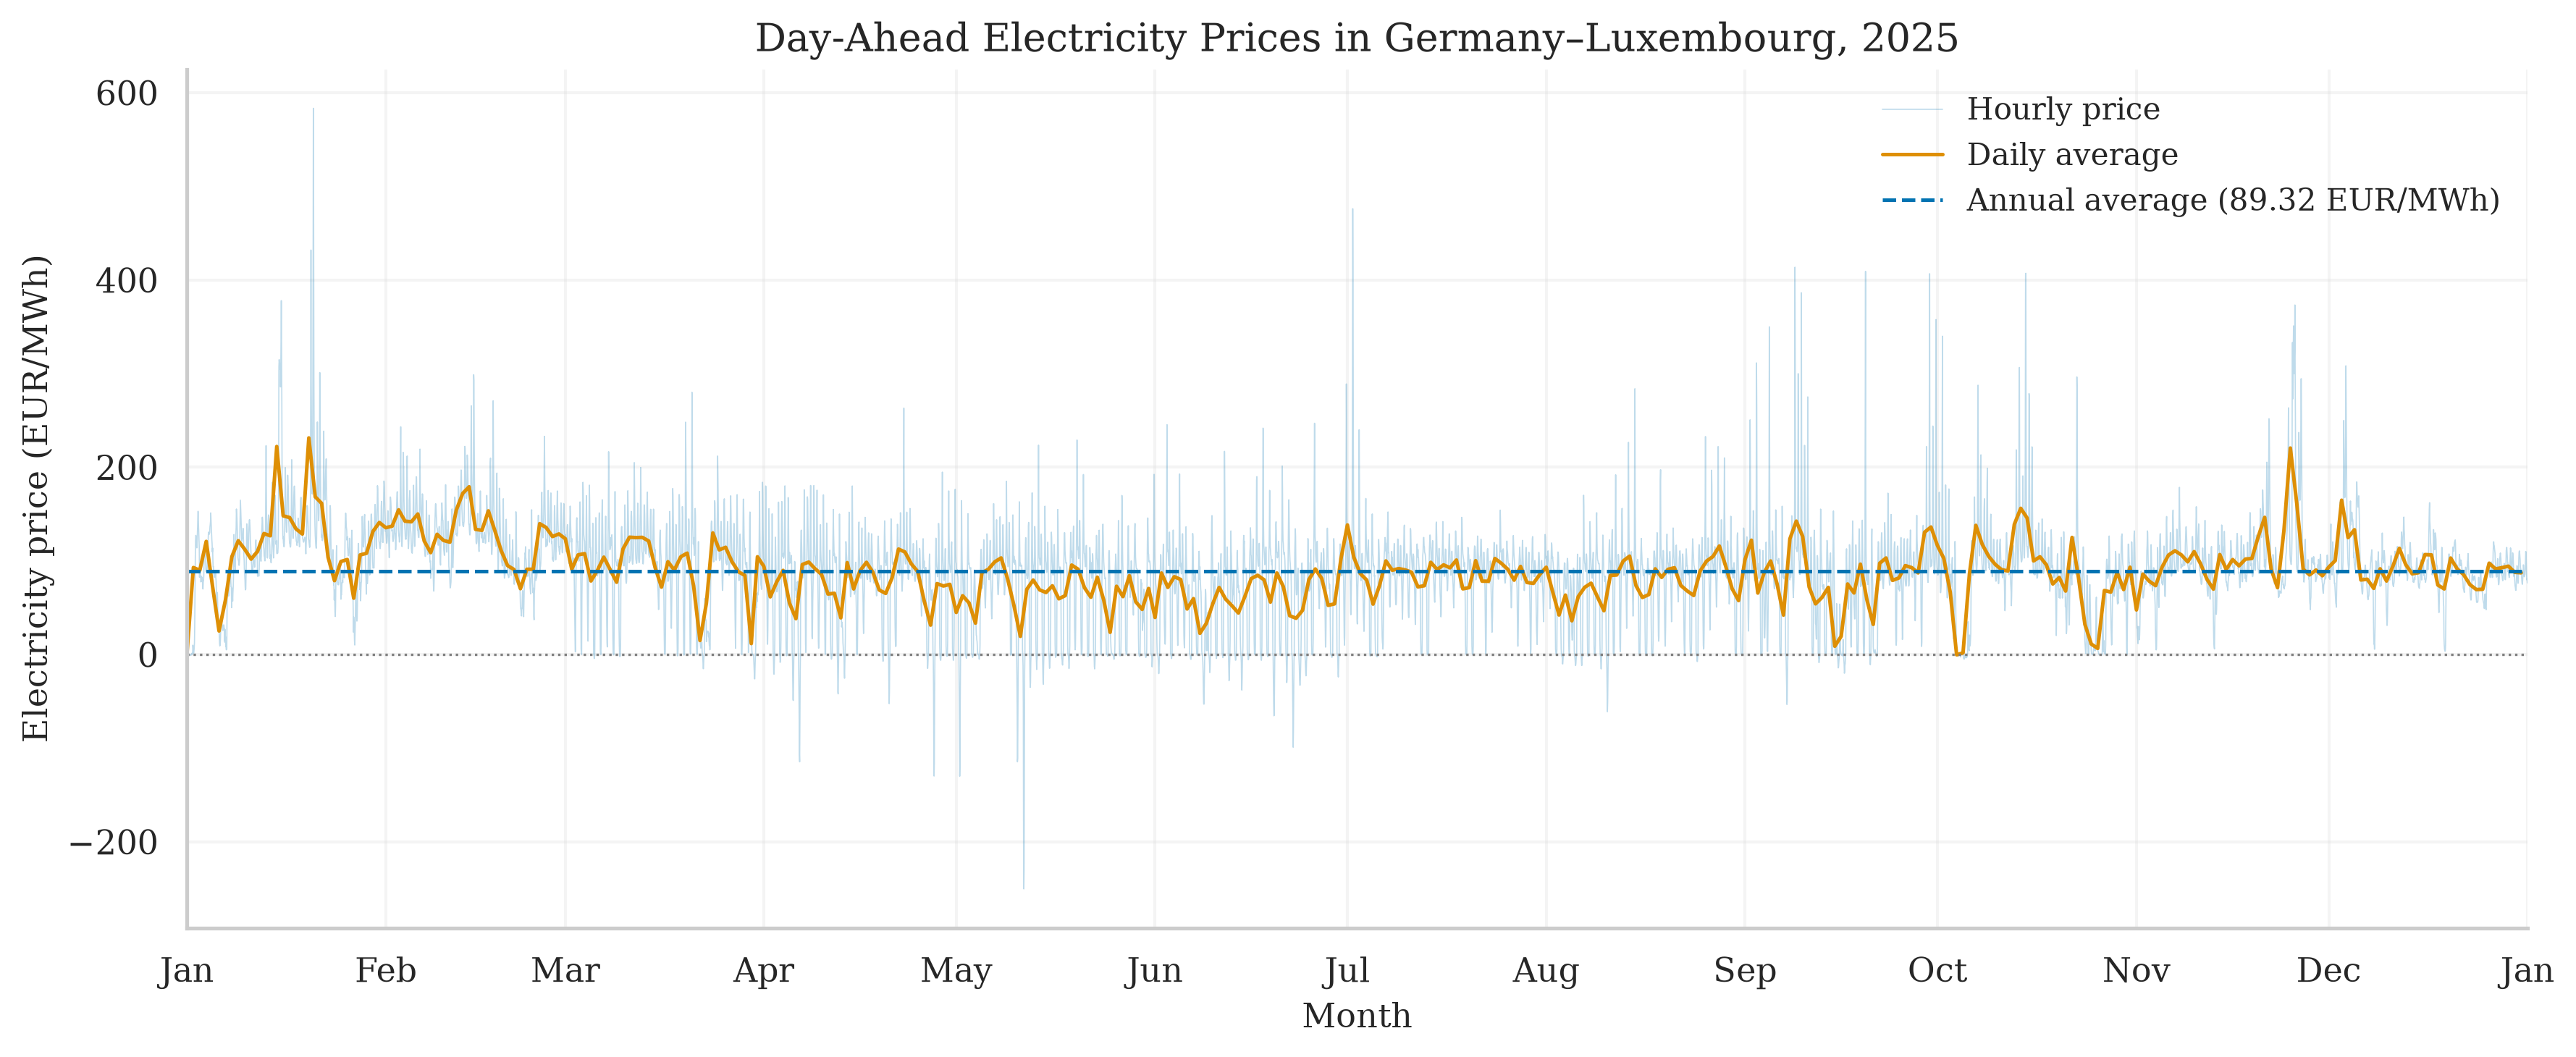 Day-Ahead Electricity Prices in Germany–Luxembourg, 2025
Hourly price
Daily average
Annual average (89.32 EUR/MWh)
Electricity price (EUR/MWh)
600
400
200
0
−200
Jan Feb Mar Apr May Jun Jul Aug Sep Oct Nov Dec Jan
Month